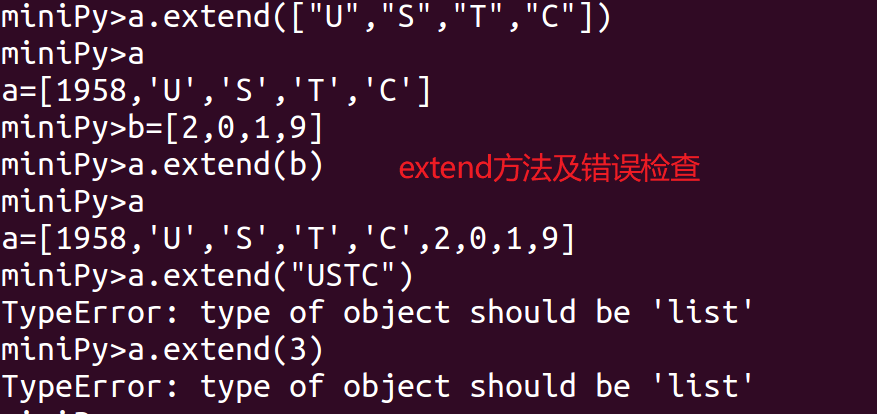 miniPy>a.extend(["U","S","T","C"])
miniPy>a
a=[1958,'U','S','T','C']
miniPy>b=[2,0,1,9]
miniPy>a.extend(b)
extend方法及错误检查
miniPy>a
a=[1958,'U','S','T','C',2,0,1,9]
miniPy>a.extend("USTC")
TypeError: type of object should be 'list'
miniPy>a.extend(3)
TypeError: type of object should be 'list'